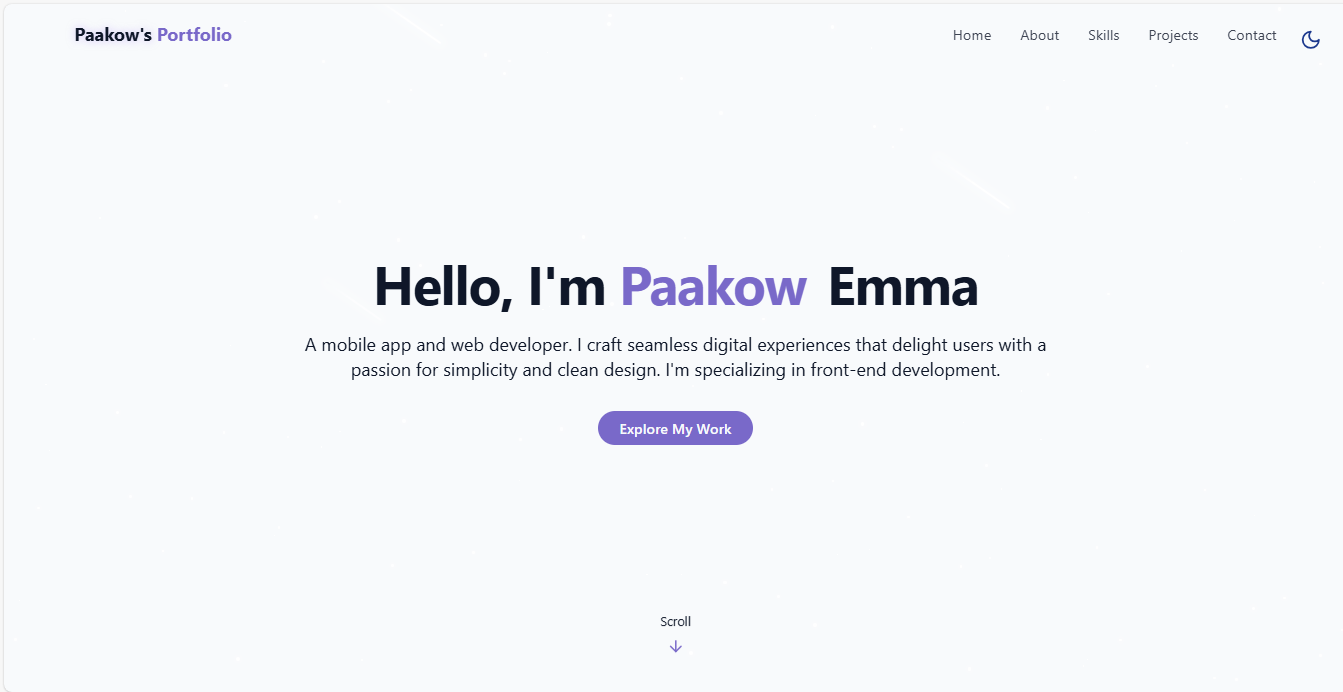 Paakow's Portfolio
Home About Skills Projects Contact
Hello, I'm Paakow Emma
A mobile app and web developer. I craft seamless digital experiences that delight users with a
passion for simplicity and clean design. I'm specializing in front-end development.
Explore My Work
Scroll